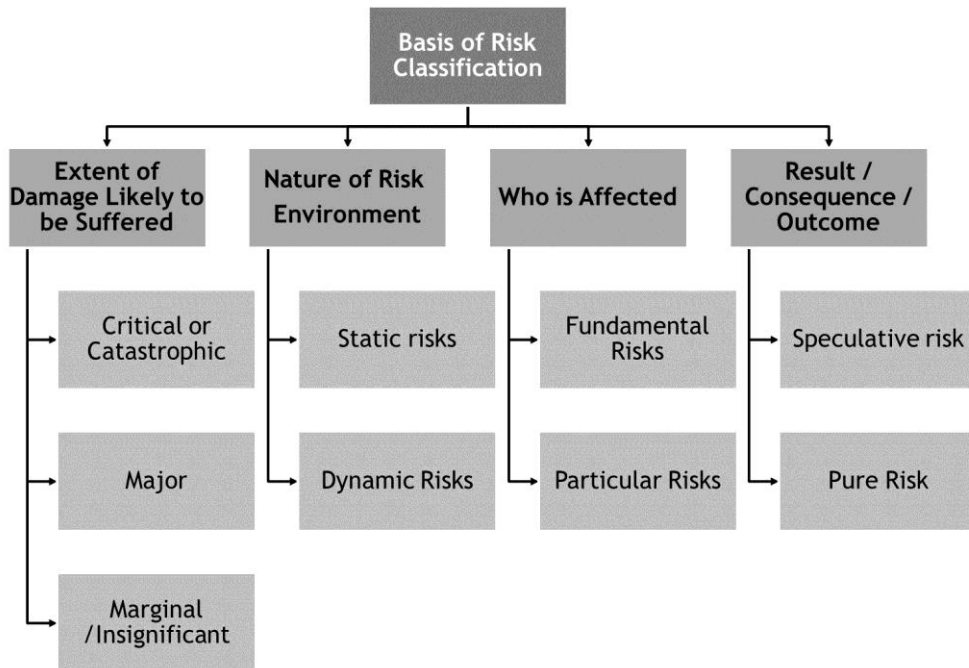 Basis of Risk
Classification
Extent of
Damage Likely to
be Suffered
Critical or
Catastrophic
Major
Marginal
/Insignificant
Nature of Risk
Environment
Static risks
Dynamic Risks
Who is Affected
Fundamental
Risks
Particular Risks
Result /
Consequence /
Outcome
Speculative risk
Pure Risk